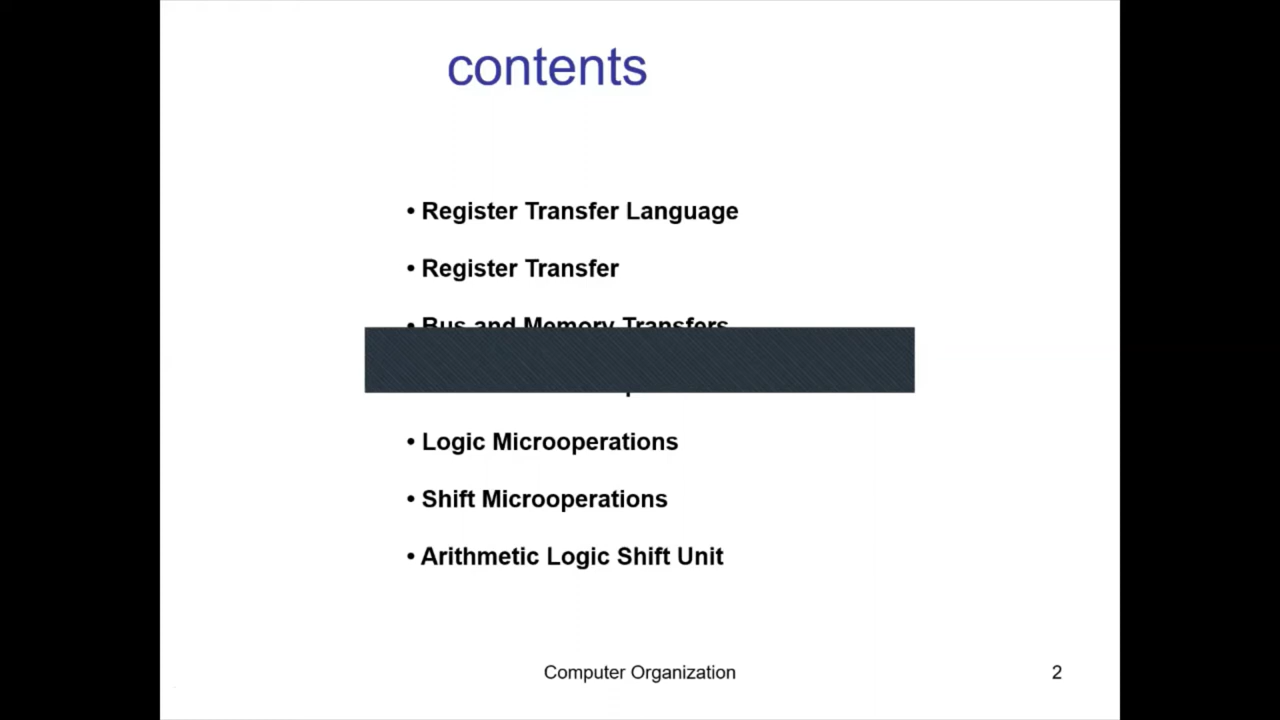 contents
• Register Transfer Language
• Register Transfer
• Bus and Memory Transfers
• Logic Microoperations
• Shift Microoperations
• Arithmetic Logic Shift Unit
Computer Organization
2